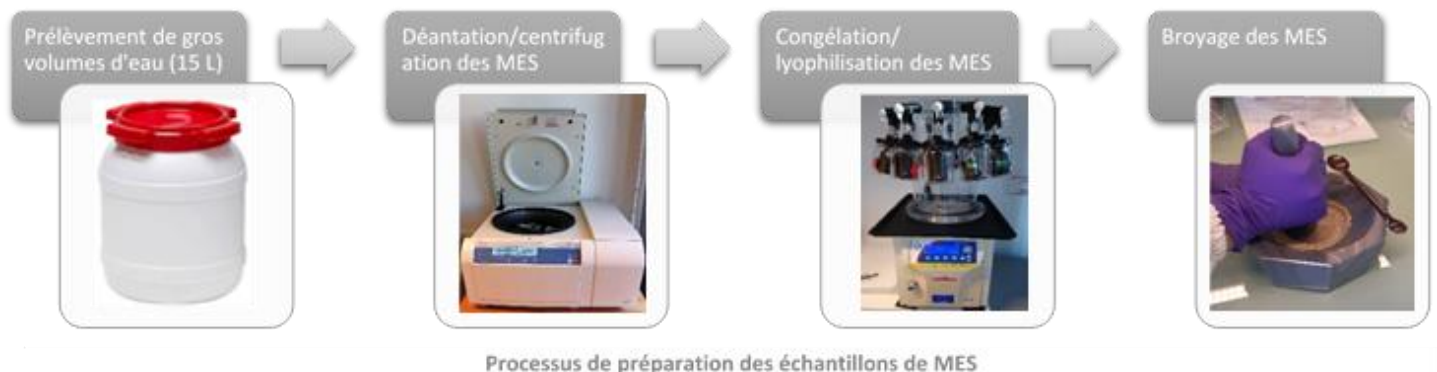 Prélèvement de gros
volumes d'eau (15 L)
Déantation/centrifug
ation des MES
Congélation/
lyophilisation des MES
Broyage des MES
Processus de préparation des échantillons de MES